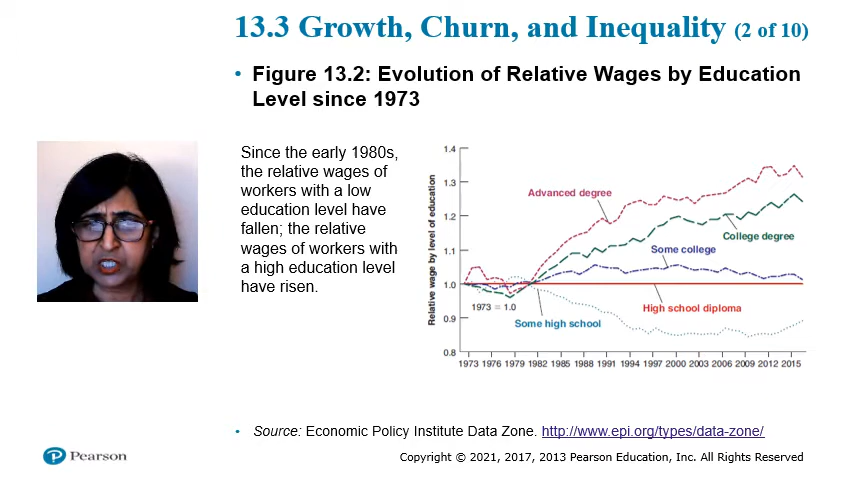 13.3 Growth, Churn, and Inequality (2 of 10)
• Figure 13.2: Evolution of Relative Wages by Education
Level since 1973
Since the early 1980s,
the relative wages of
workers with a low
education level have
fallen; the relative
wages of workers with
a high education level
have risen.
Relative wage by level of education
1.4
1.3
1.2
1.1
1.0
0.9
0.8
Advanced degree
College degree
Some college
High school diploma
1973 = 1.0
Some high school
1973 1976 1979 1982 1985 1988 1991 1994 1997 2000 2003 2006 2009 2012 2015
• Source: Economic Policy Institute Data Zone. http://www.epi.org/types/data-zone/
P Pearson
Copyright © 2021, 2017, 2013 Pearson Education, Inc. All Rights Reserved